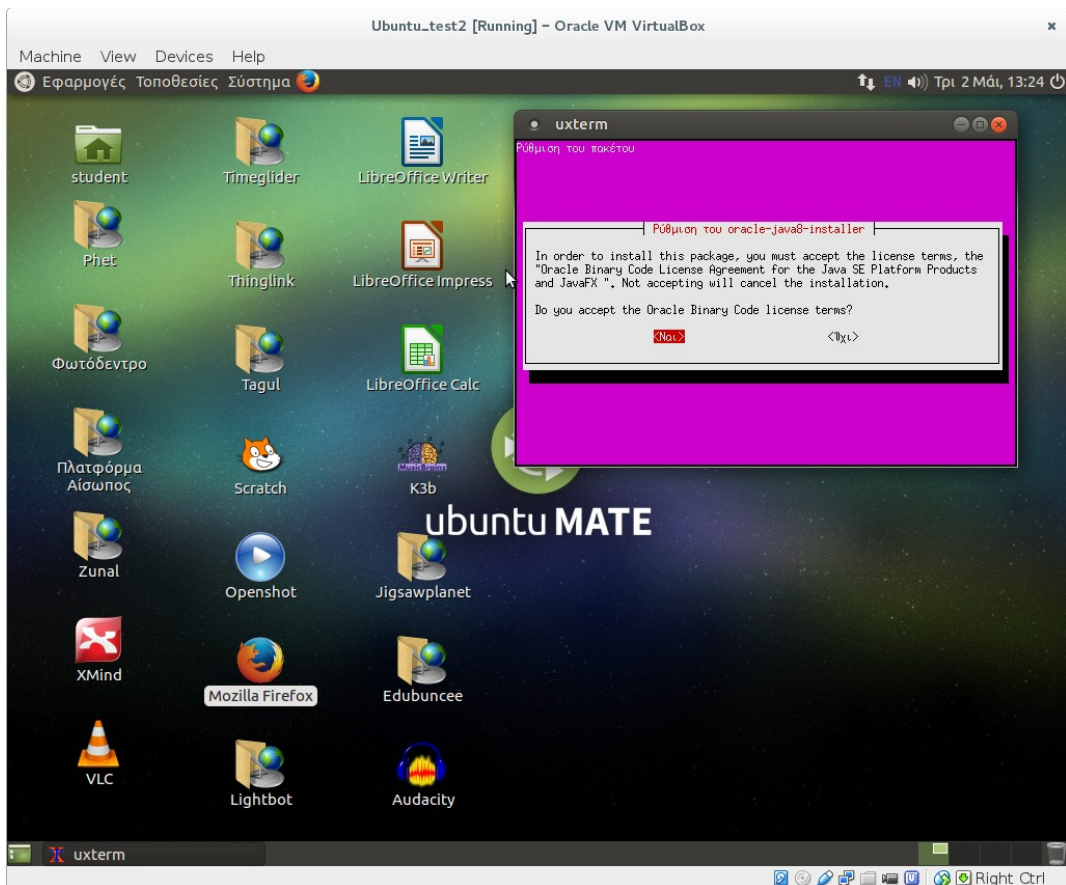 Ubuntu_test2 [Running] - Oracle VM VirtualBox
Machine View Devices Help
Εφαρμογές Τοποθεσίες Σύστημα
EN Τρι 2 Μάι, 13:24
student
Timeglider
LibreOffice Writer
Phet
Thinglink
LibreOffice Impress
Φωτόδεντρο
Tagul
LibreOffice Calc
Πλατφόρμα
Αίσωπος
Scratch
MusicBrainz
K3b
Zunal
Openshot
Jigsawplanet
XMind
Mozilla Firefox
Edubuncee
VLC
Lightbot
Audacity
ubuntu MATE
uxterm
Ρύθμιση του πακέτου
Ρύθμιση του oracle-java8-installer
In order to install this package, you must accept the license terms, the
"Oracle Binary Code License Agreement for the Java SE Platform Products
and JavaFX ". Not accepting will cancel the installation.
Do you accept the Oracle Binary Code license terms?
<Ναι> <Όχι>
uxterm
Right Ctrl